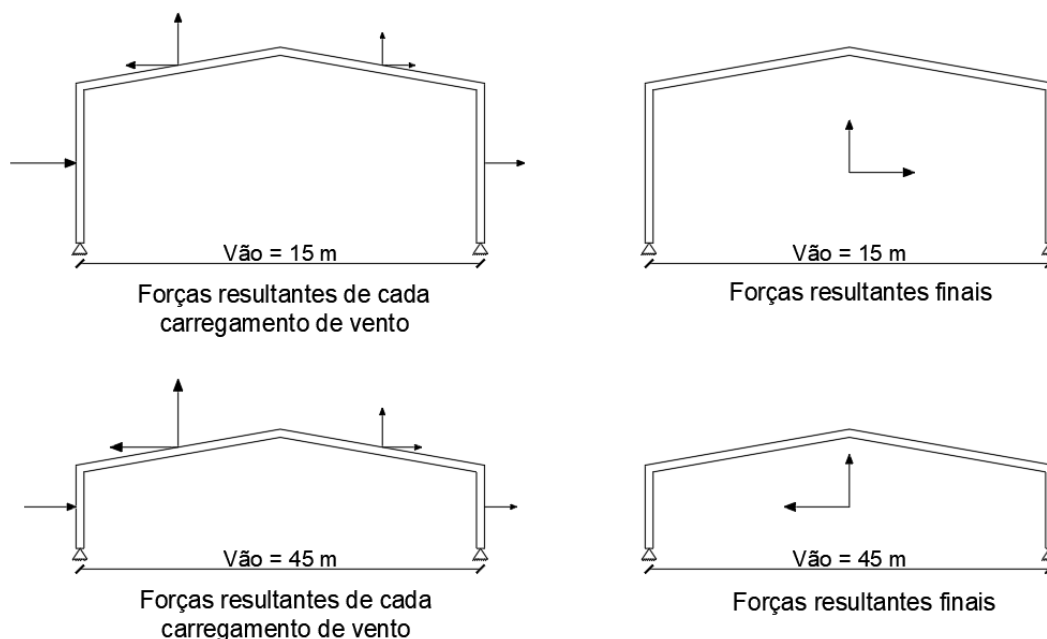 Vão = 15 m
Forças resultantes de cada
carregamento de vento
Vão = 15 m
Forças resultantes finais
Vão = 45 m
Forças resultantes de cada
carregamento de vento
Vão = 45 m
Forças resultantes finais